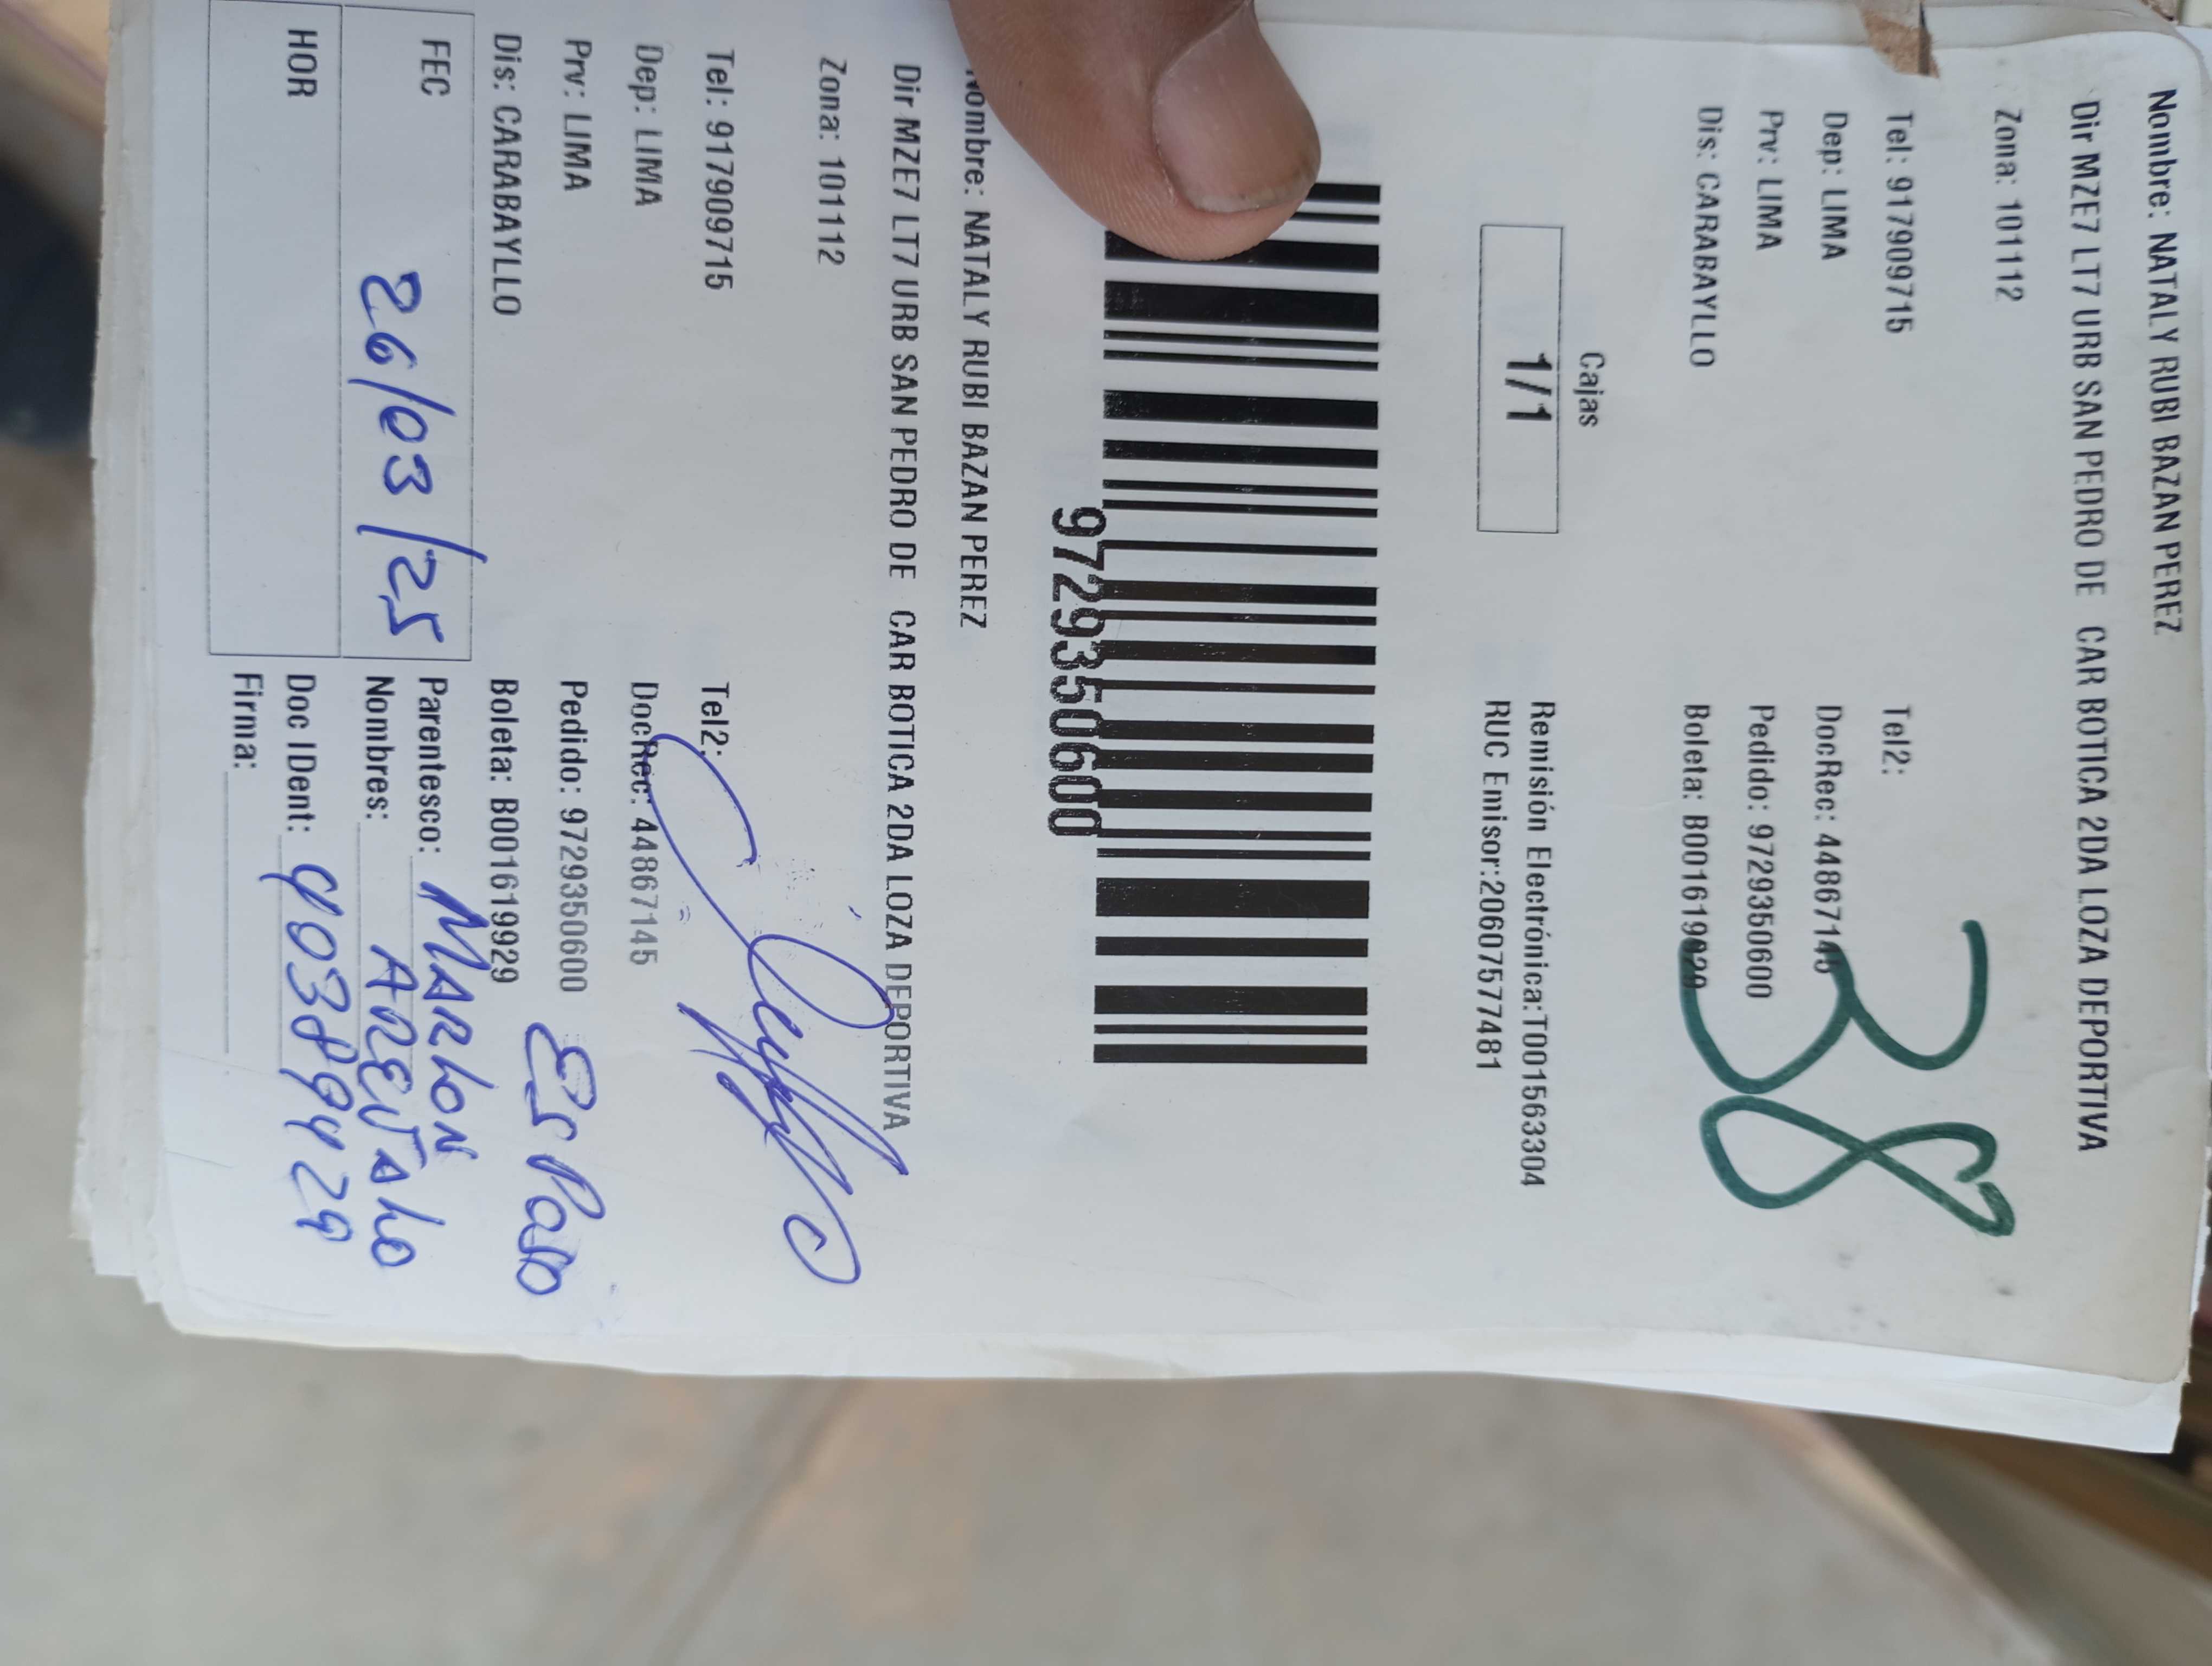 Nombre: NATALY RUBI BAZAN PEREZ
Dir MZE7 LT7 URB SAN PEDRO DE CAR BOTICA 2DA LOZA DEPORTIVA
Zona: 101112
Tel: 917909715 Tel2:
Dep: LIMA DocRec: 44867145
Prv: LIMA Pedido: 9729350600
Dis: CARABAYLLO Boleta: B001619929
38
Cajas
1/1
Remisión Electrónica:T001563304
RUC Emisor:20607577481
9729350600
Nombre: NATALY RUBI BAZAN PEREZ
Dir MZE7 LT7 URB SAN PEDRO DE CAR BOTICA 2DA LOZA DEPORTIVA
Zona: 101112
Tel: 917909715 Tel2:
Dep: LIMA DocRec: 44867145
Prv: LIMA Pedido: 9729350600
Dis: CARABAYLLO Boleta: B001619929
Esposo
FEC 26/03/25
Parentesco: MARLON
Nombres: AREVALO
HOR
Doc IDent: 40389429
Firma: